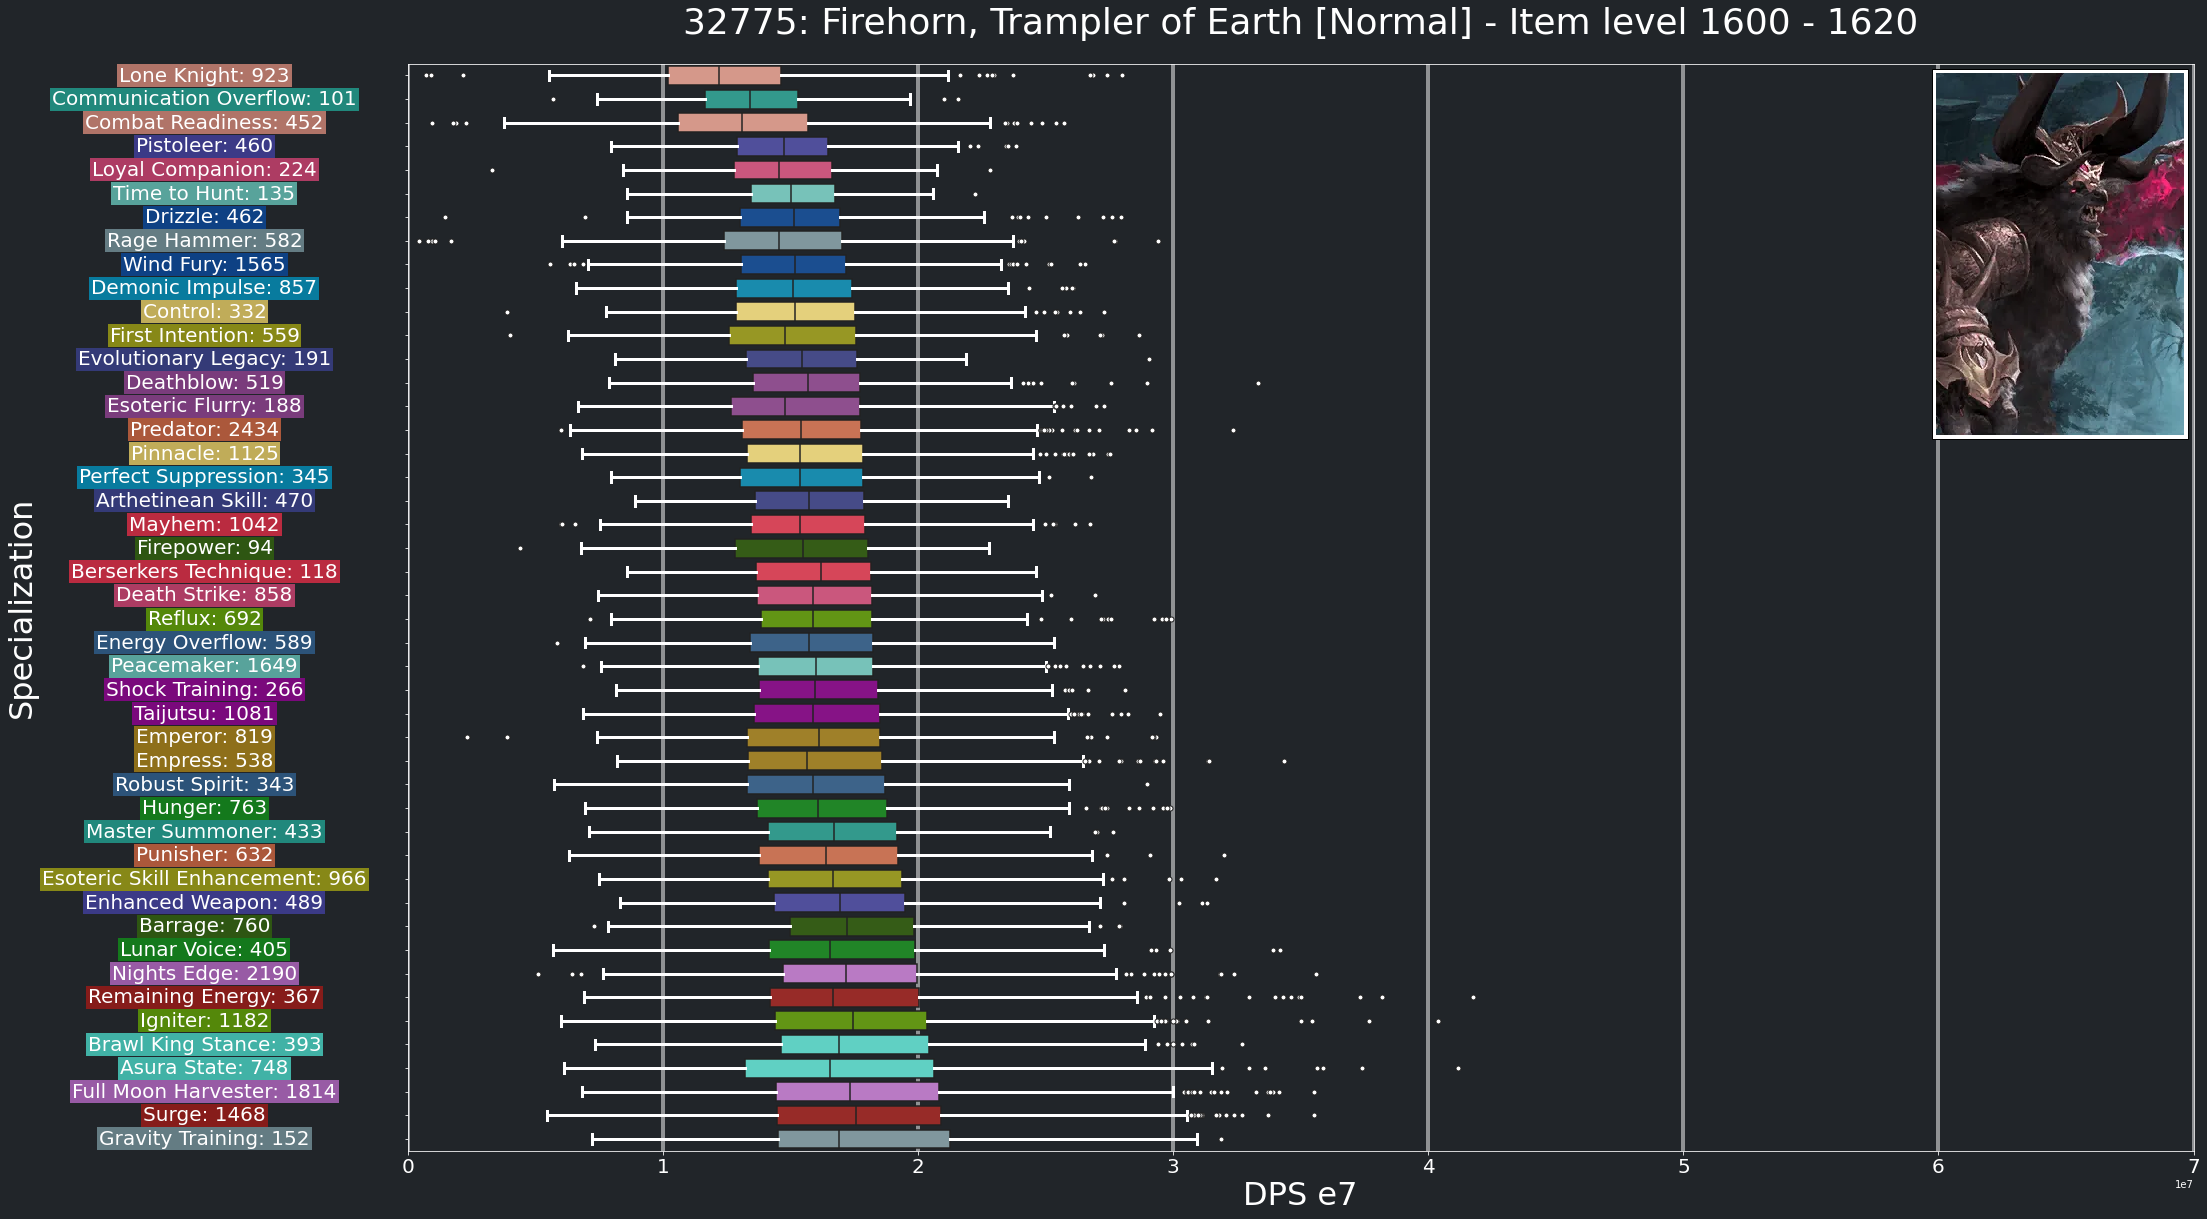 32775: Firehorn, Trampler of Earth [Normal] - Item level 1600 - 1620
Specialization
Lone Knight: 923
Communication Overflow: 101
Combat Readiness: 452
Pistoleer: 460
Loyal Companion: 224
Time to Hunt: 135
Drizzle: 462
Rage Hammer: 582
Wind Fury: 1565
Demonic Impulse: 857
Control: 332
First Intention: 559
Evolutionary Legacy: 191
Deathblow: 519
Esoteric Flurry: 188
Predator: 2434
Pinnacle: 1125
Perfect Suppression: 345
Arthetinean Skill: 470
Mayhem: 1042
Firepower: 94
Berserkers Technique: 118
Death Strike: 858
Reflux: 692
Energy Overflow: 589
Peacemaker: 1649
Shock Training: 266
Taijutsu: 1081
Emperor: 819
Empress: 538
Robust Spirit: 343
Hunger: 763
Master Summoner: 433
Punisher: 632
Esoteric Skill Enhancement: 966
Enhanced Weapon: 489
Barrage: 760
Lunar Voice: 405
Nights Edge: 2190
Remaining Energy: 367
Igniter: 1182
Brawl King Stance: 393
Asura State: 748
Full Moon Harvester: 1814
Surge: 1468
Gravity Training: 152
0 1 2 3 4 5 6 7
1e7
DPS e7